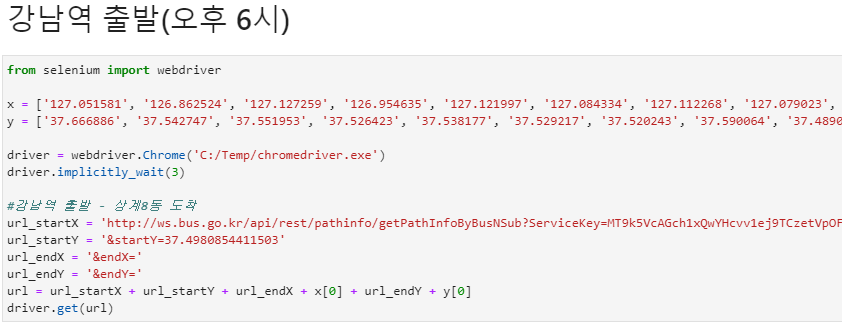 강남역 출발(오후 6시)
from selenium import webdriver
x = ['127.051581', '126.862524', '127.127259', '126.954635', '127.121997', '127.084334', '127.112268', '127.079023',
y = ['37.666886', '37.542747', '37.551953', '37.526423', '37.538177', '37.529217', '37.520243', '37.590064', '37.4890
driver = webdriver.Chrome('C:/Temp/chromedriver.exe')
driver.implicitly_wait(3)
#강남역 출발 - 상계8동 도착
url_startX = 'http://ws.bus.go.kr/api/rest/pathinfo/getPathInfoByBusNSub?ServiceKey=MT9k5VcAGch1xQwYHcvv1ej9TCzetVpOF
url_startY = '&startY=37.4980854411503'
url_endX = '&endX='
url_endY = '&endY='
url = url_startX + url_startY + url_endX + x[0] + url_endY + y[0]
driver.get(url)